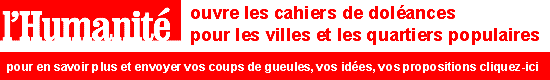 l'Humanité
ouvre les cahiers de doléances
pour les villes et les quartiers populaires
pour en savoir plus et envoyer vos coups de gueules, vos idées, vos propositions cliquez-ici